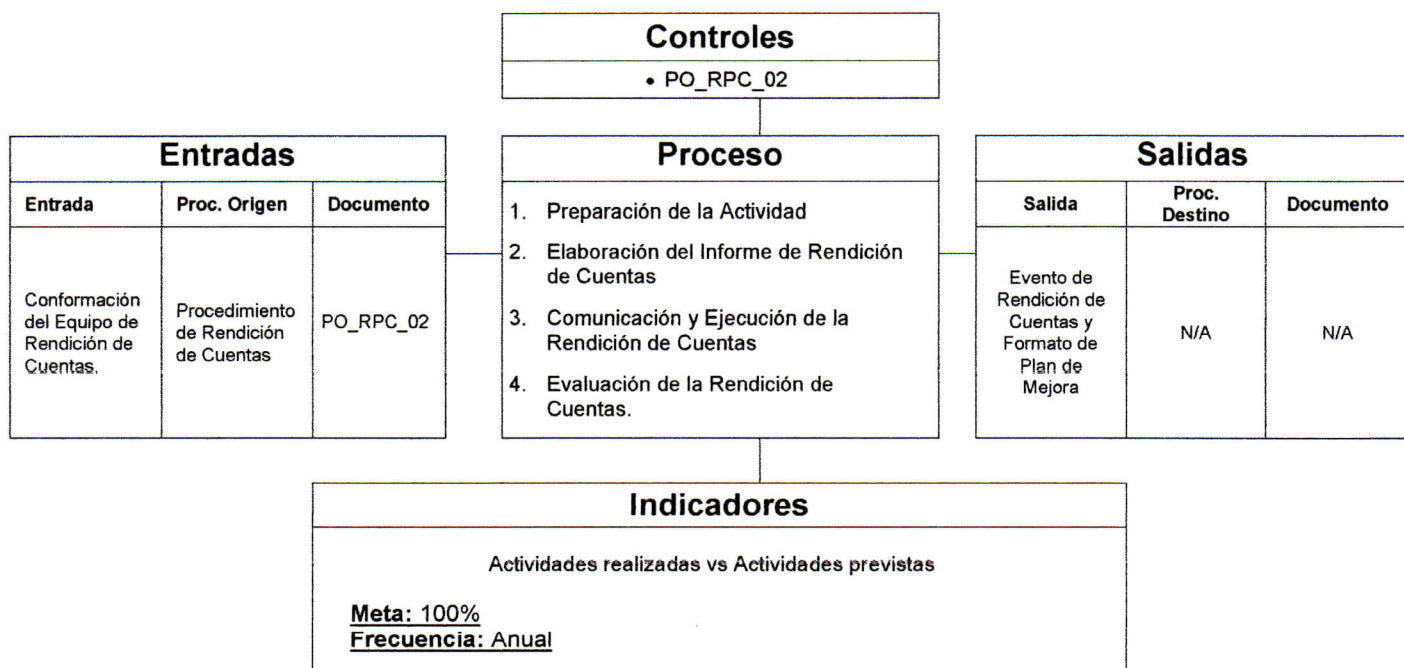 Controles
• PO_RPC_02
Entradas
Entrada
Proc. Origen
Documento
Conformación
del Equipo de
Rendición de
Cuentas.
Procedimiento
de Rendición
de Cuentas
PO_RPC_02
Proceso
1. Preparación de la Actividad
2. Elaboración del Informe de Rendición
de Cuentas
3. Comunicación y Ejecución de la
Rendición de Cuentas
4. Evaluación de la Rendición de
Cuentas.
Salidas
Salida
Proc.
Destino
Documento
Evento de
Rendición de
Cuentas y
Formato de
Plan de
Mejora
N/A
N/A
Indicadores
Actividades realizadas vs Actividades previstas
Meta: 100%
Frecuencia: Anual